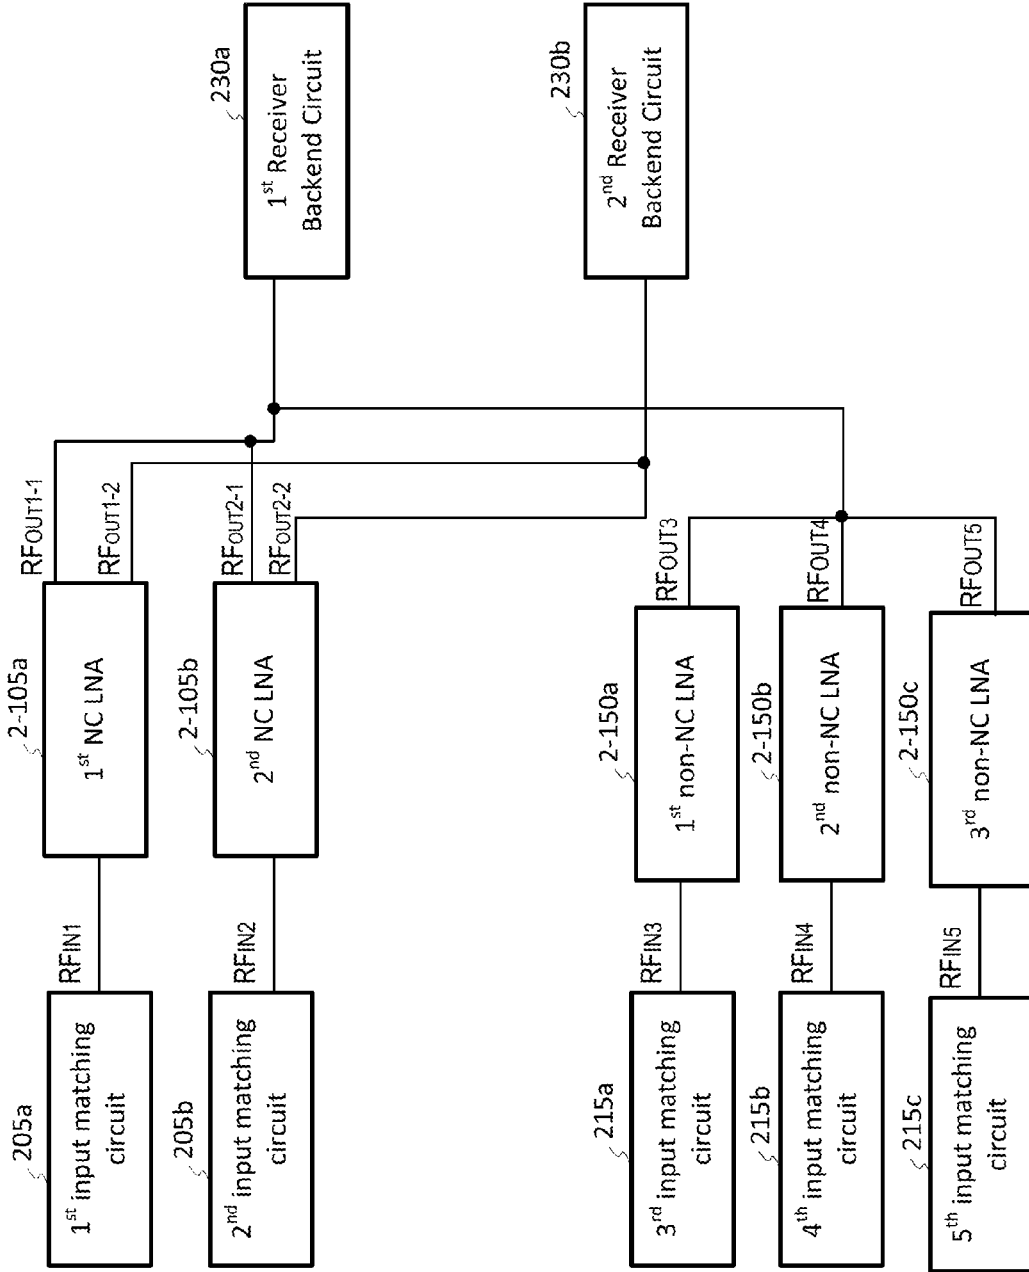 205a
1st input matching
circuit
RFIN1
2-105a
1st NC LNA
RFOUT1-1
RFOUT1-2
230a
1st Receiver
Backend Circuit
205b
2nd input matching
circuit
RFIN2
2-105b
2nd NC LNA
RFOUT2-1
RFOUT2-2
230b
2nd Receiver
Backend Circuit
215a
3rd input matching
circuit
RFIN3
2-150a
1st non-NC LNA
RFOUT3
215b
4th input matching
circuit
RFIN4
2-150b
2nd non-NC LNA
RFOUT4
215c
5th input matching
circuit
RFIN5
2-150c
3rd non-NC LNA
RFOUT5